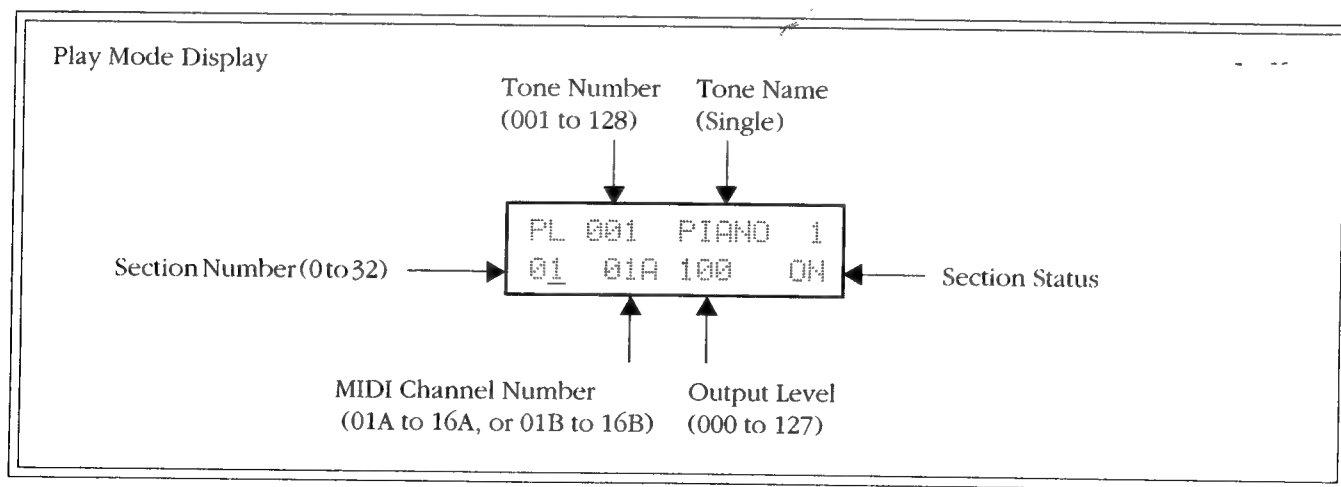 Play Mode Display
Tone Number
(001 to 128)
Tone Name
(Single)
PL 001 PIANO 1
01 01A 100 ON
Section Number (0 to 32)
Section Status
MIDI Channel Number
(01A to 16A, or 01B to 16B)
Output Level
(000 to 127)